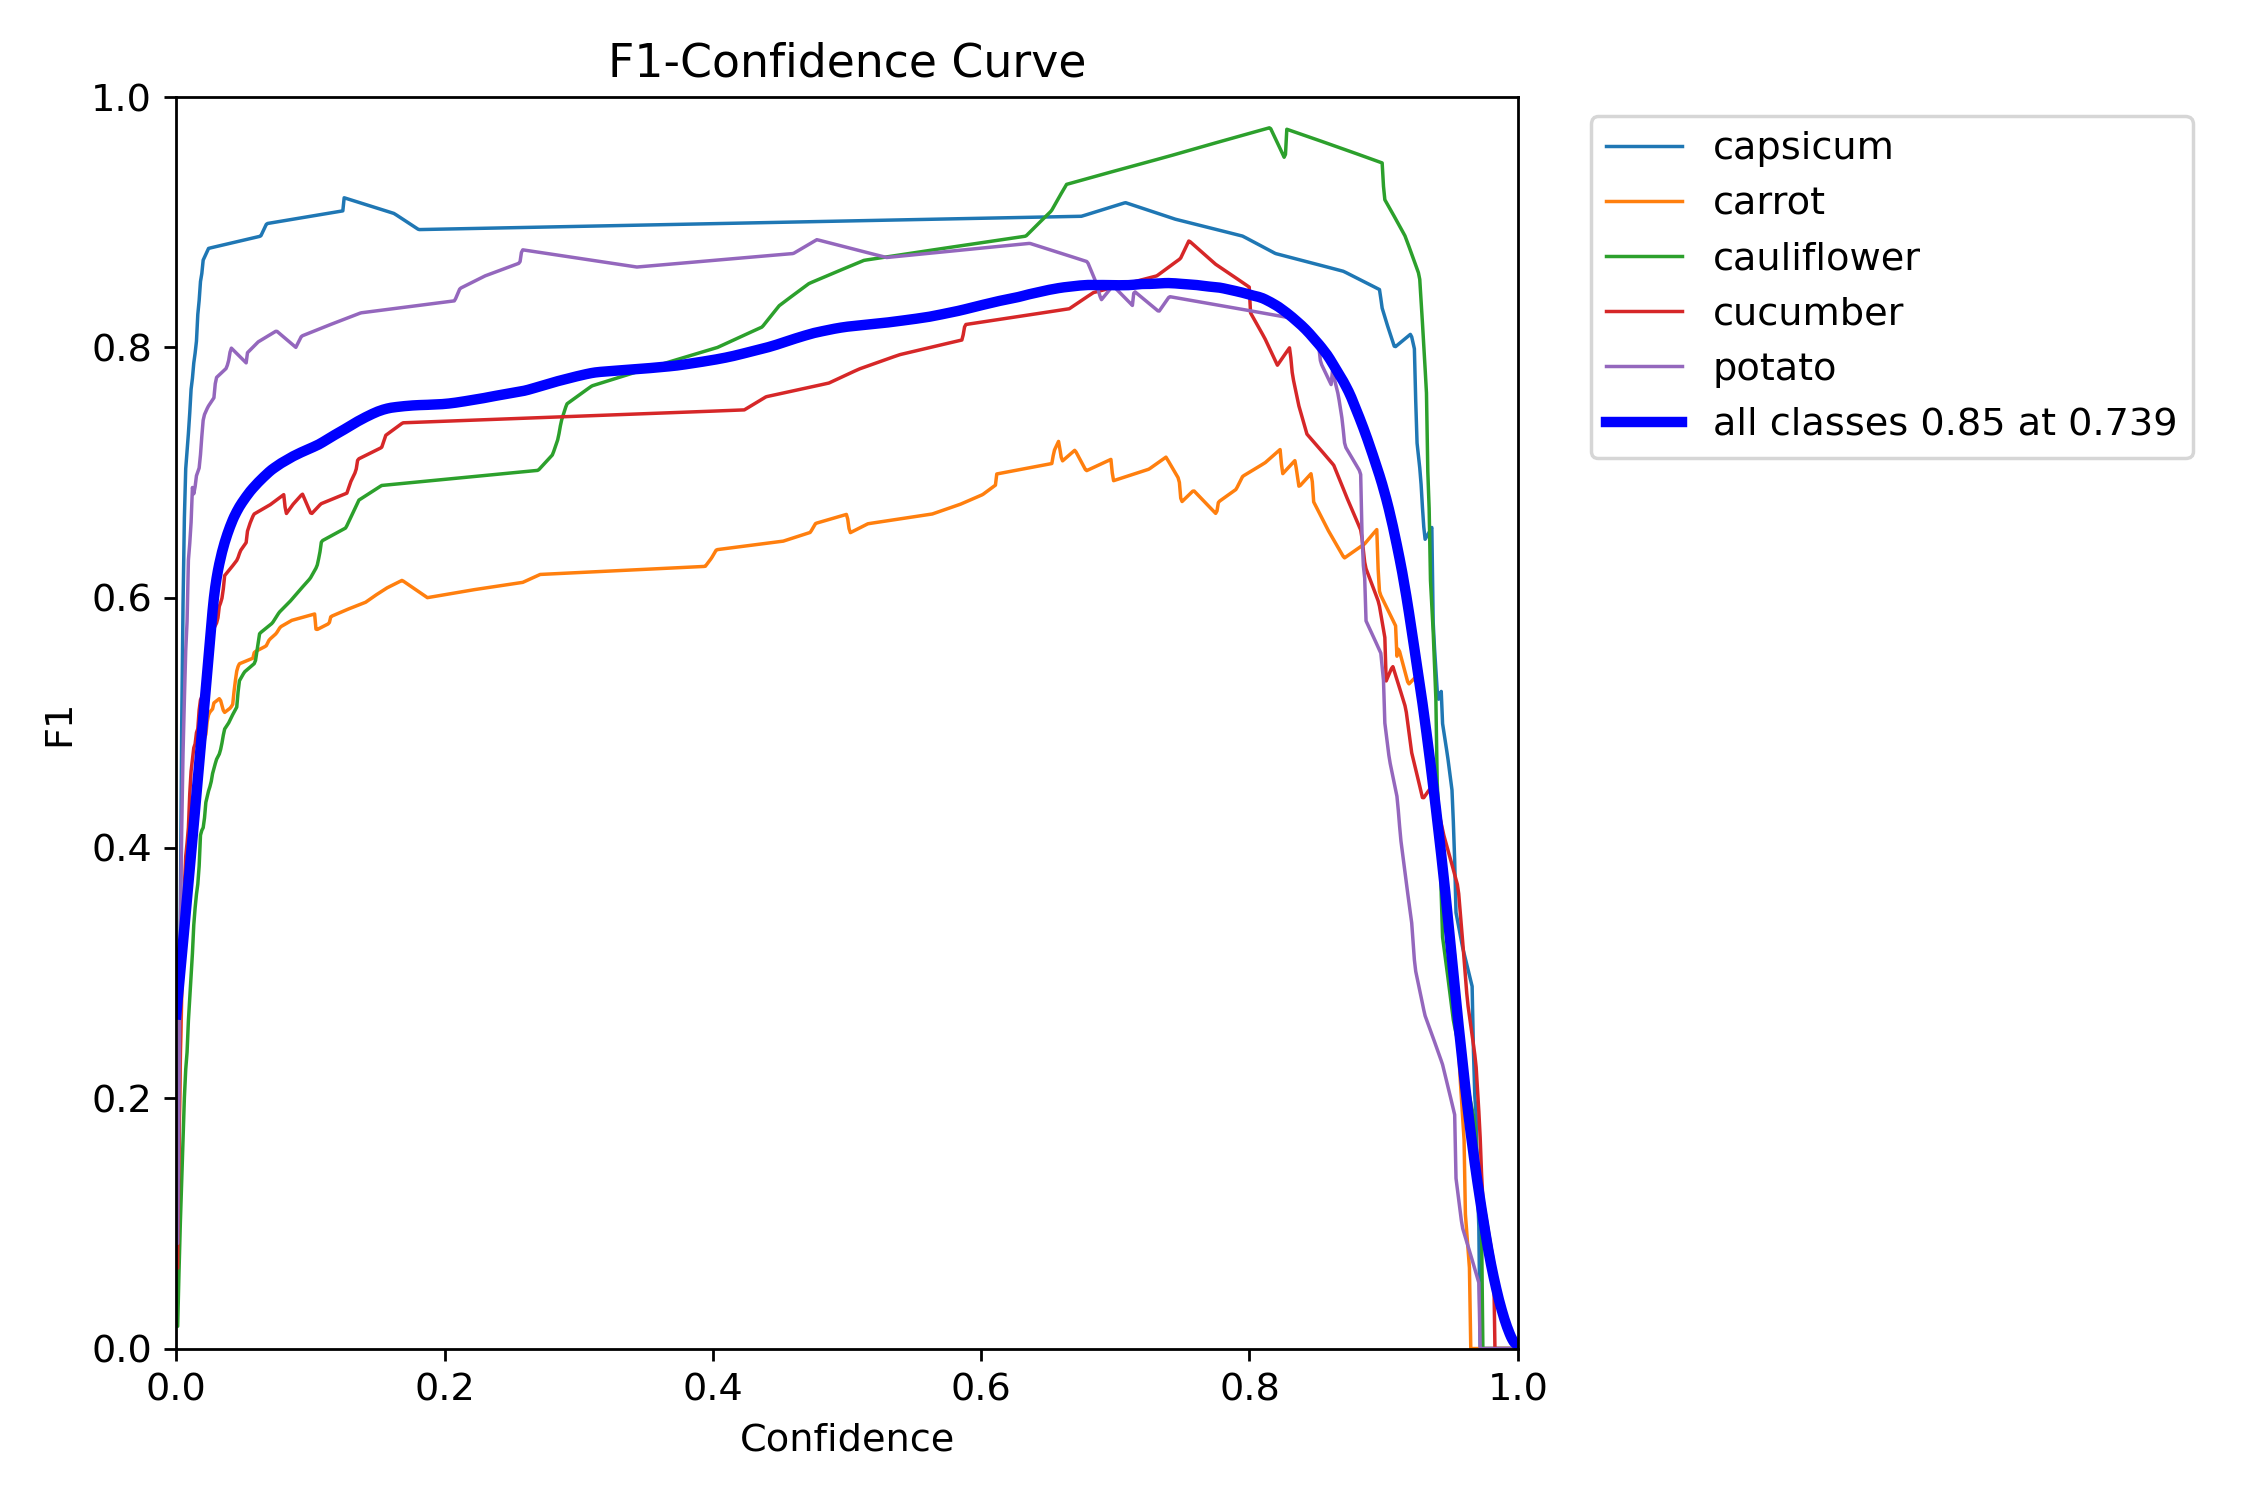 F1-Confidence Curve
1.0
0.8
0.6
0.4
0.2
0.0
F1
0.0 0.2 0.4 0.6 0.8 1.0
Confidence
capsicum
carrot
cauliflower
cucumber
potato
all classes 0.85 at 0.739